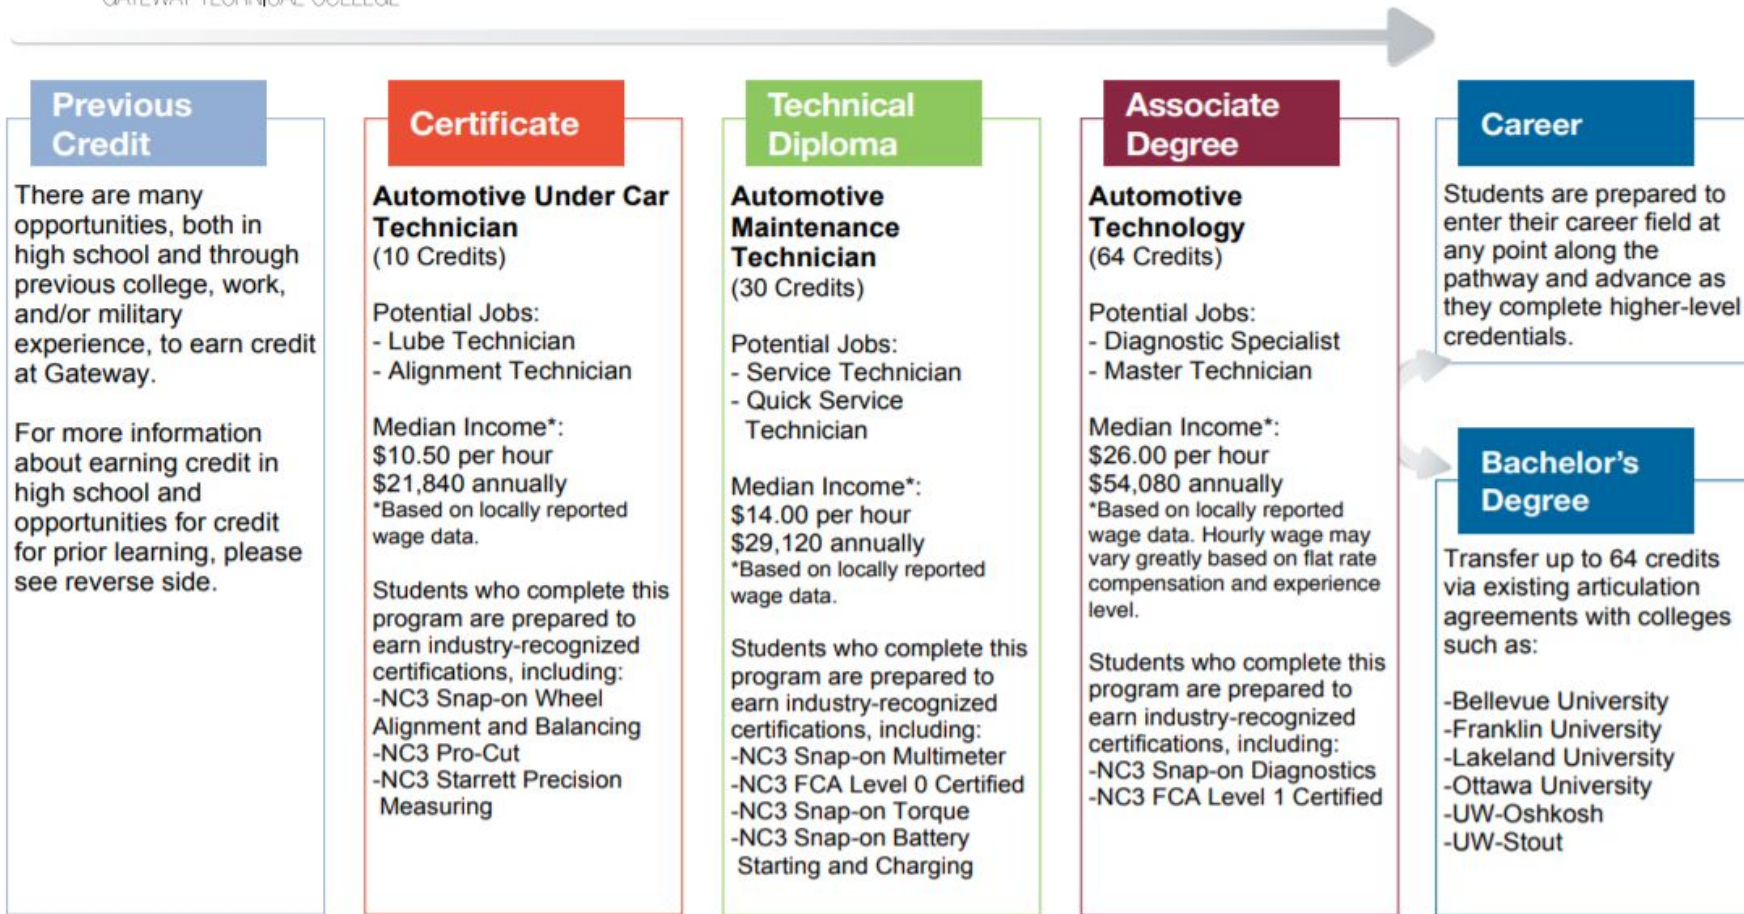 GATEWAY TECHNICAL COLLEGE
Previous
Credit
There are many
opportunities, both in
high school and through
previous college, work,
and/or military
experience, to earn credit
at Gateway.
For more information
about earning credit in
high school and
opportunities for credit
for prior learning, please
see reverse side.
Certificate
Automotive Under Car
Technician
(10 Credits)
Potential Jobs:
- Lube Technician
- Alignment Technician
Median Income*:
$10.50 per hour
$21,840 annually
*Based on locally reported
wage data.
Students who complete this
program are prepared to
earn industry-recognized
certifications, including:
-NC3 Snap-on Wheel
Alignment and Balancing
-NC3 Pro-Cut
-NC3 Starrett Precision
Measuring
Technical
Diploma
Automotive
Maintenance
Technician
(30 Credits)
Potential Jobs:
- Service Technician
- Quick Service
Technician
Median Income*:
$14.00 per hour
$29,120 annually
*Based on locally reported
wage data.
Students who complete this
program are prepared to
earn industry-recognized
certifications, including:
-NC3 Snap-on Multimeter
-NC3 FCA Level 0 Certified
-NC3 Snap-on Torque
-NC3 Snap-on Battery
Starting and Charging
Associate
Degree
Automotive
Technology
(64 Credits)
Potential Jobs:
- Diagnostic Specialist
- Master Technician
Median Income*:
$26.00 per hour
$54,080 annually
*Based on locally reported
wage data. Hourly wage may
vary greatly based on flat rate
compensation and experience
level.
Students who complete this
program are prepared to
earn industry-recognized
certifications, including:
-NC3 Snap-on Diagnostics
-NC3 FCA Level 1 Certified
Career
Students are prepared to
enter their career field at
any point along the
pathway and advance as
they complete higher-level
credentials.
Bachelor's
Degree
Transfer up to 64 credits
via existing articulation
agreements with colleges
such as:
-Bellevue University
-Franklin University
-Lakeland University
-Ottawa University
-UW-Oshkosh
-UW-Stout